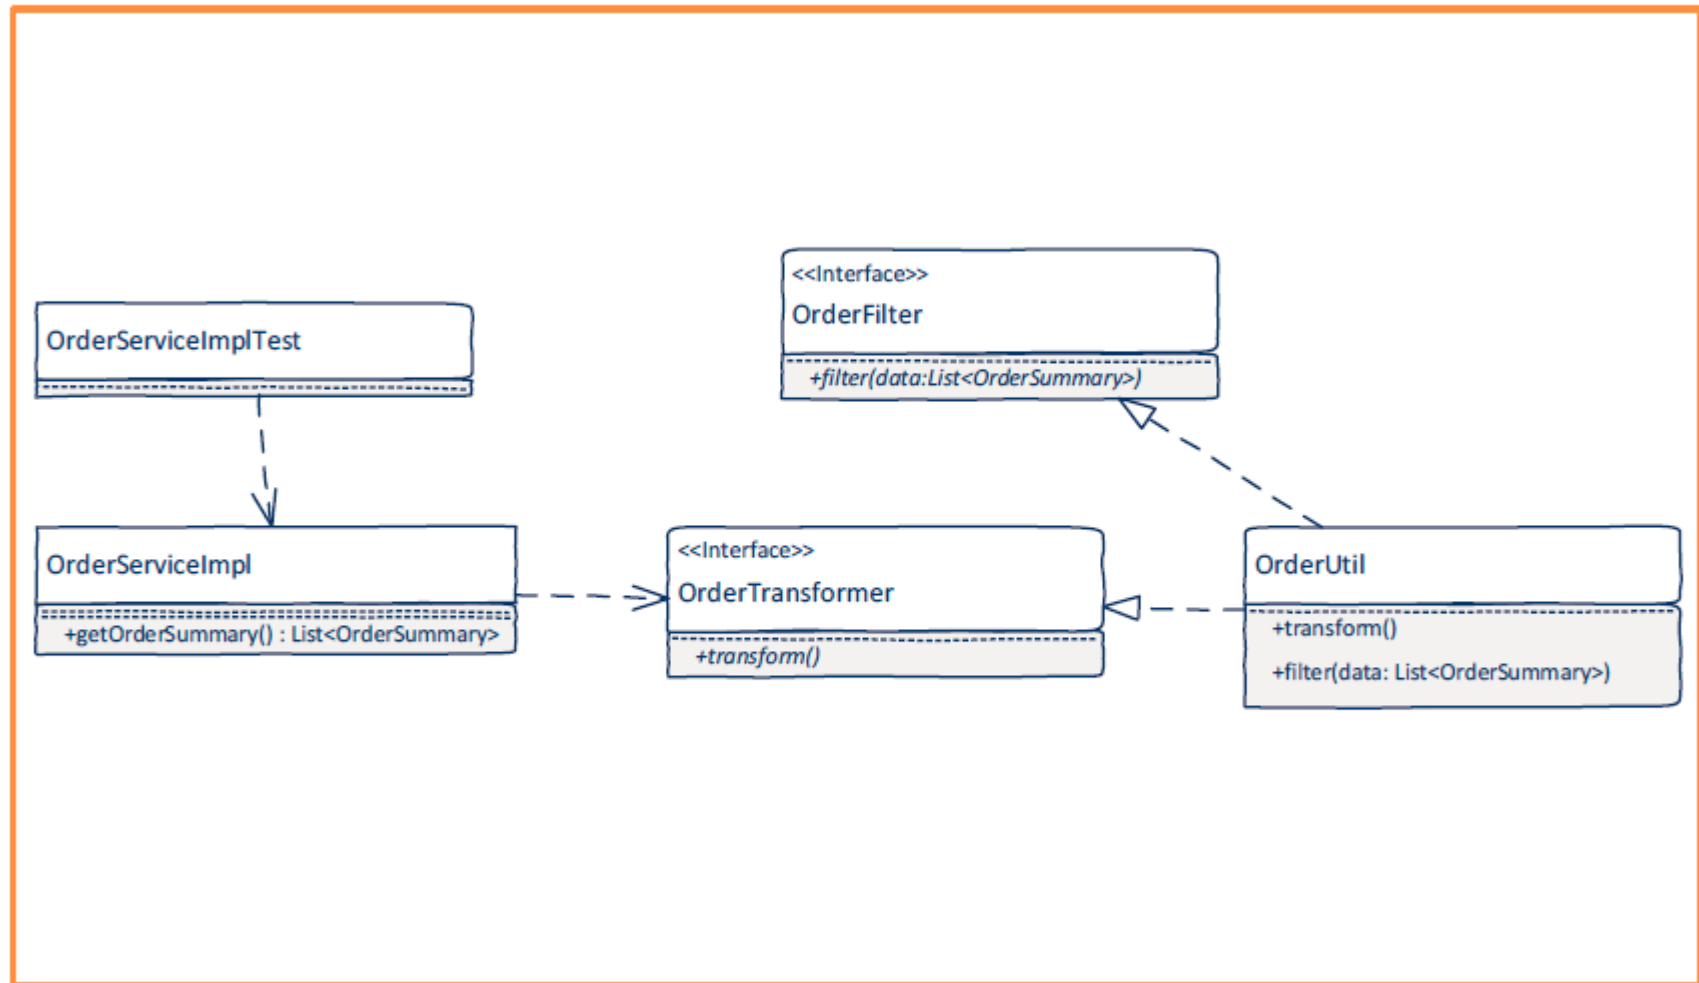 <<Interface>>
OrderFilter
+filter(data:List<OrderSummary>)
OrderServiceImplTest
OrderServiceImpl
+getOrderSummary() : List<OrderSummary>
<<Interface>>
OrderTransformer
+transform()
OrderUtil
+transform()
+filter(data: List<OrderSummary>)